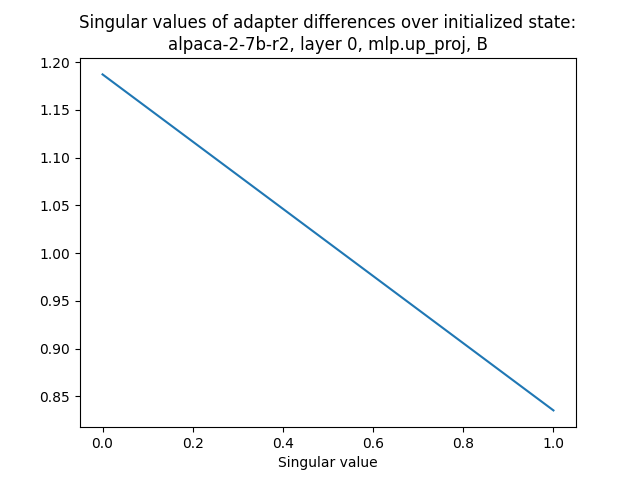 Singular values of adapter differences over initialized state:
alpaca-2-7b-r2, layer 0, mlp.up_proj, B
1.20
1.15
1.10
1.05
1.00
0.95
0.90
0.85
0.0 0.2 0.4 0.6 0.8 1.0
Singular value